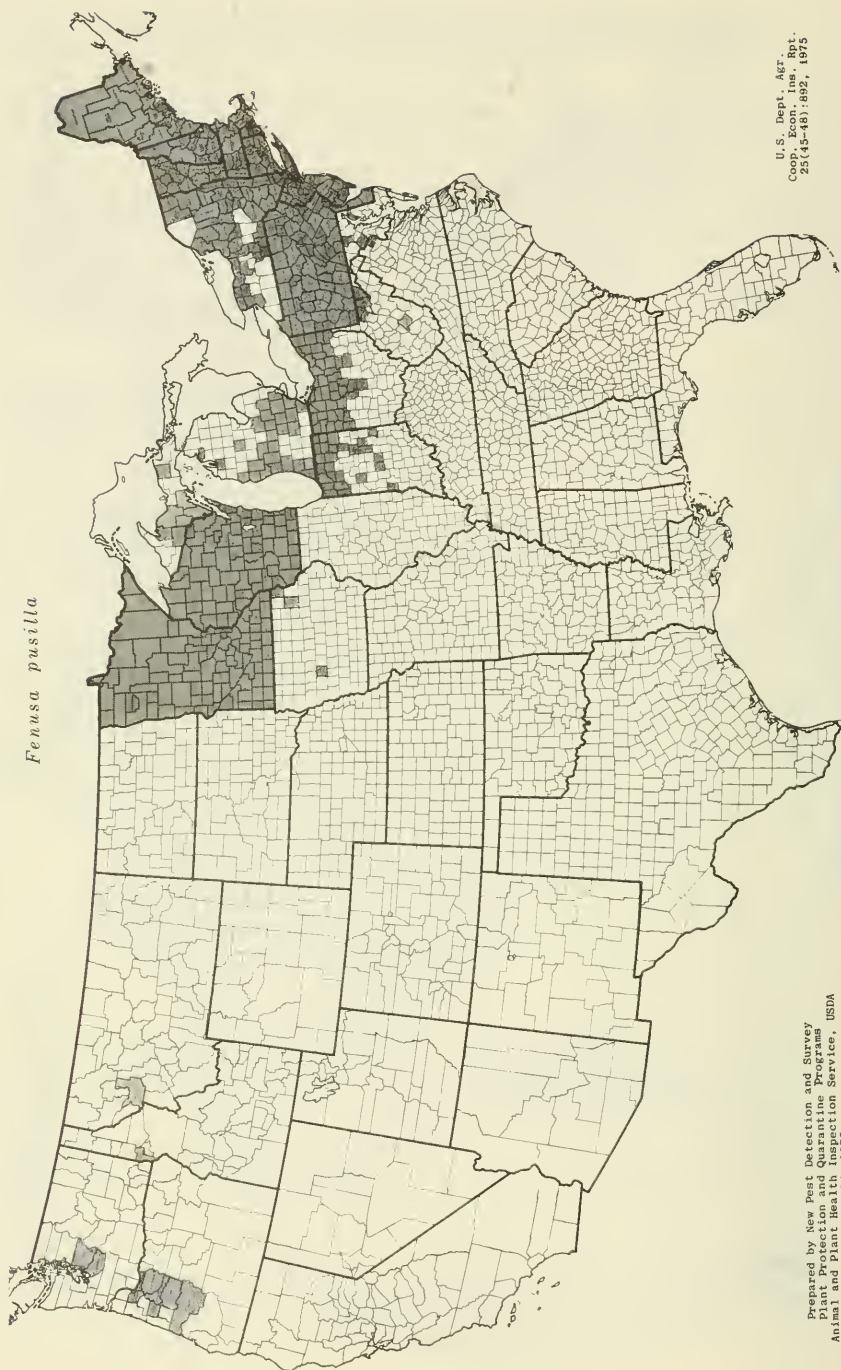 Fenusa pusilla
U.S. Dept. Agr.
Coop. Econ. Ins. Rpt.
25(45-48):892, 1975
Prepared by New Pest Detection and Survey
Plant Protection and Quarantine Programs
Animal and Plant Health Inspection Service, USDA